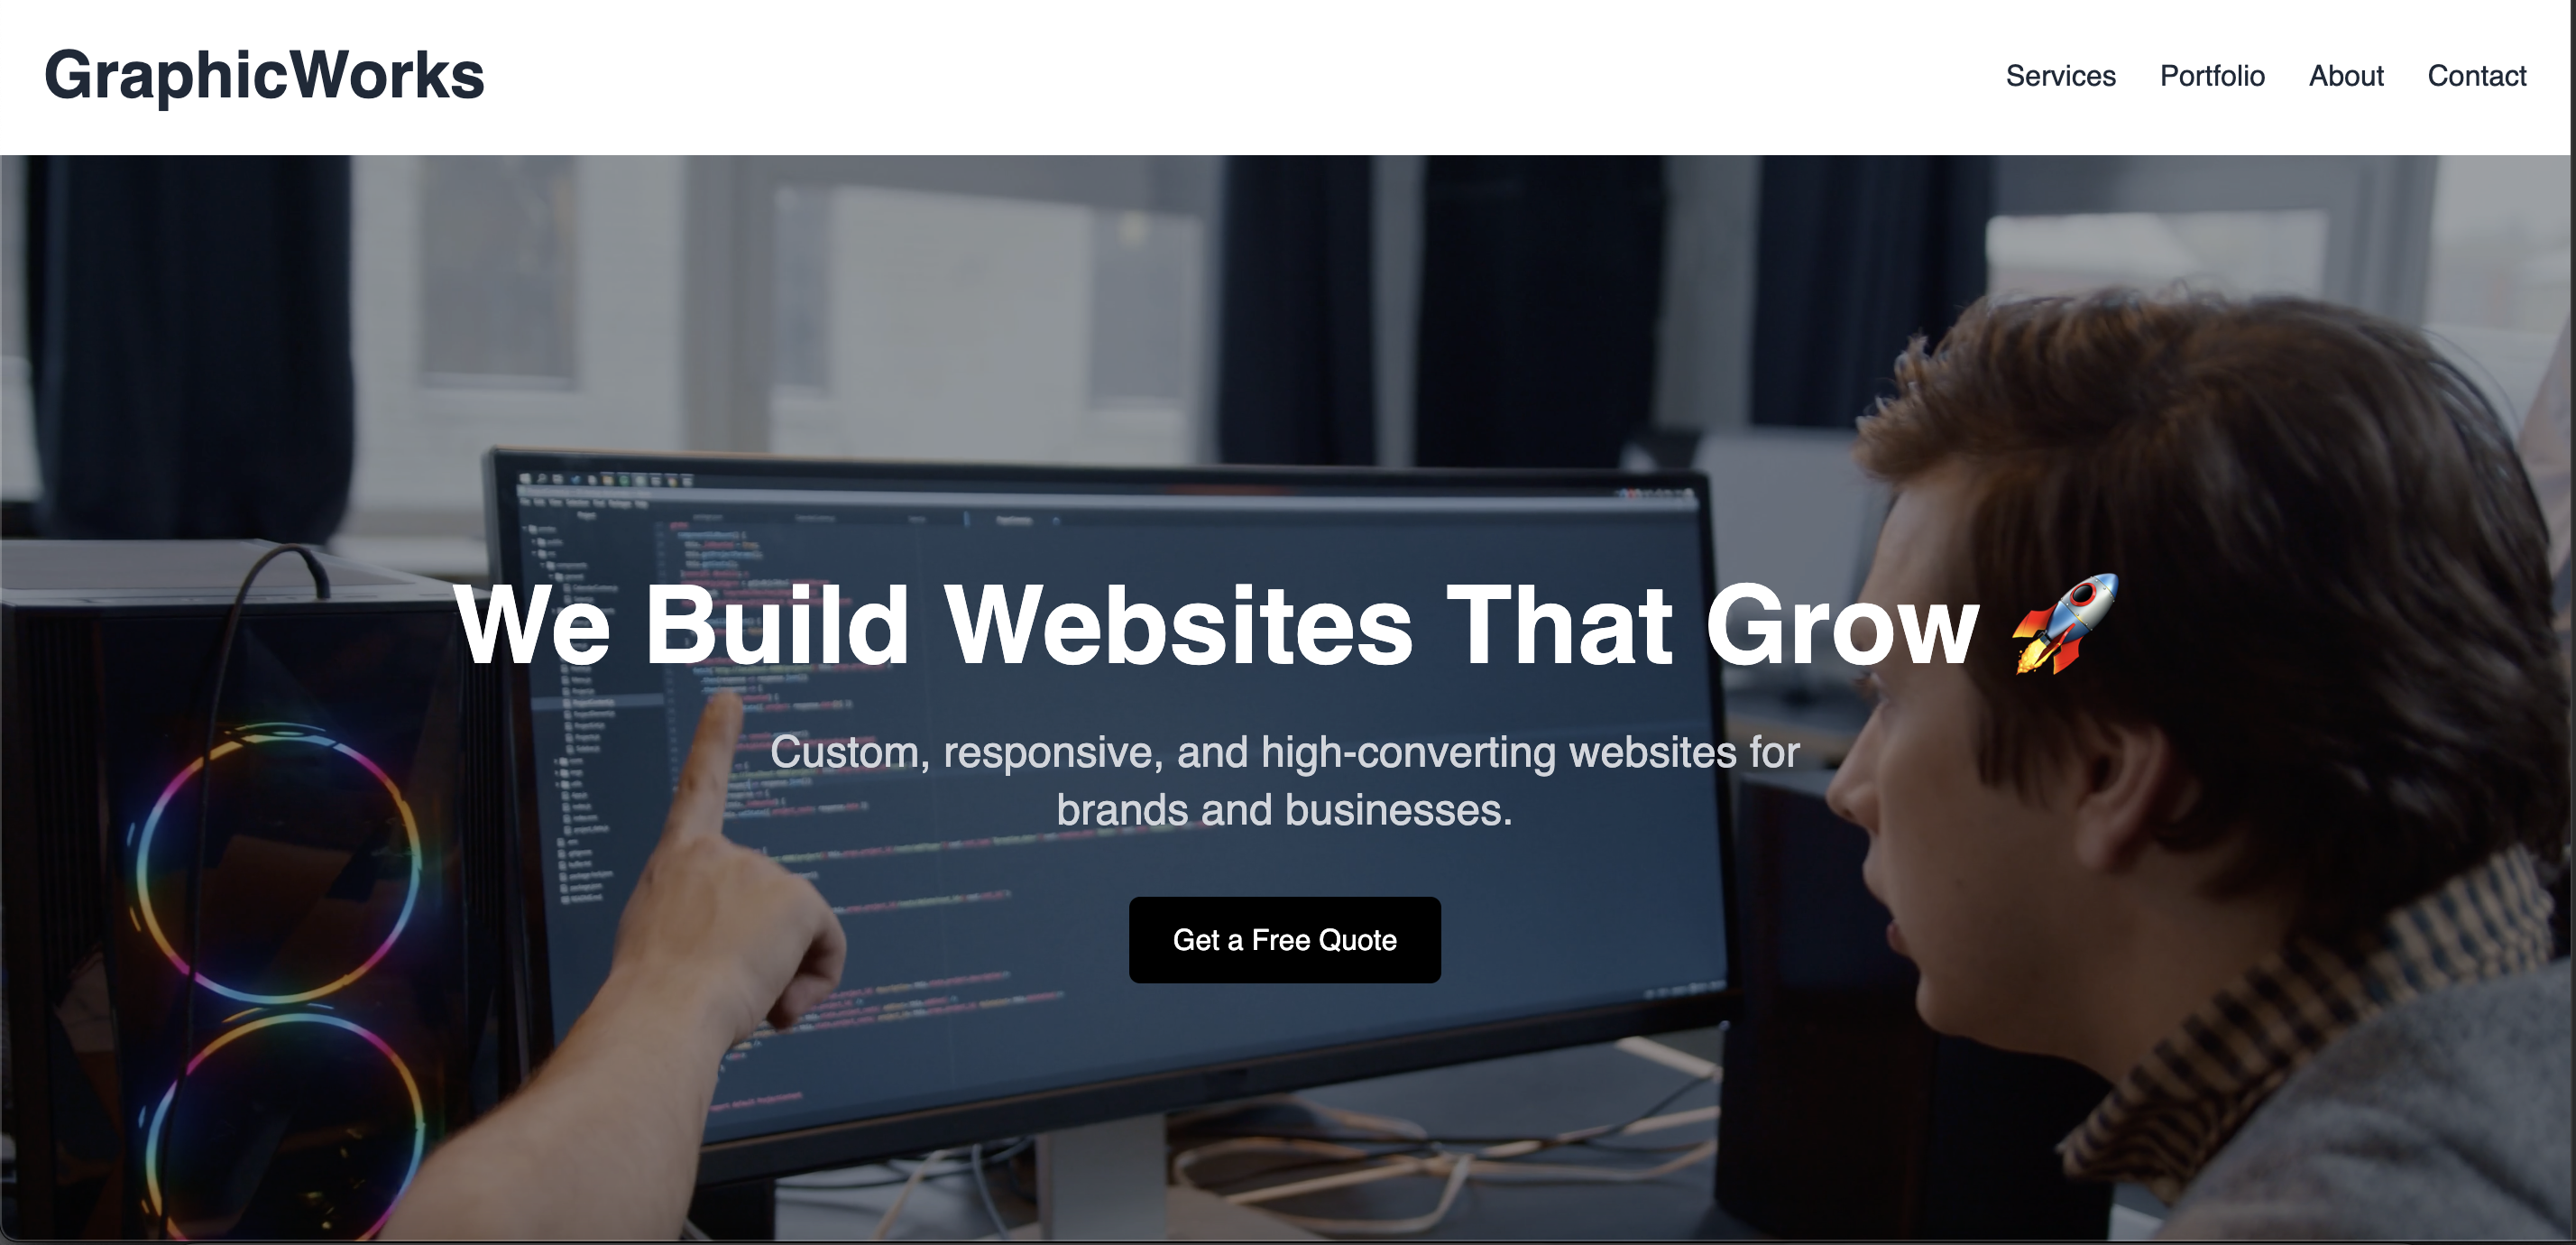 GraphicWorks
Services Portfolio About Contact
We Build Websites That Grow 🚀
Custom, responsive, and high-converting websites for
brands and businesses.
Get a Free Quote